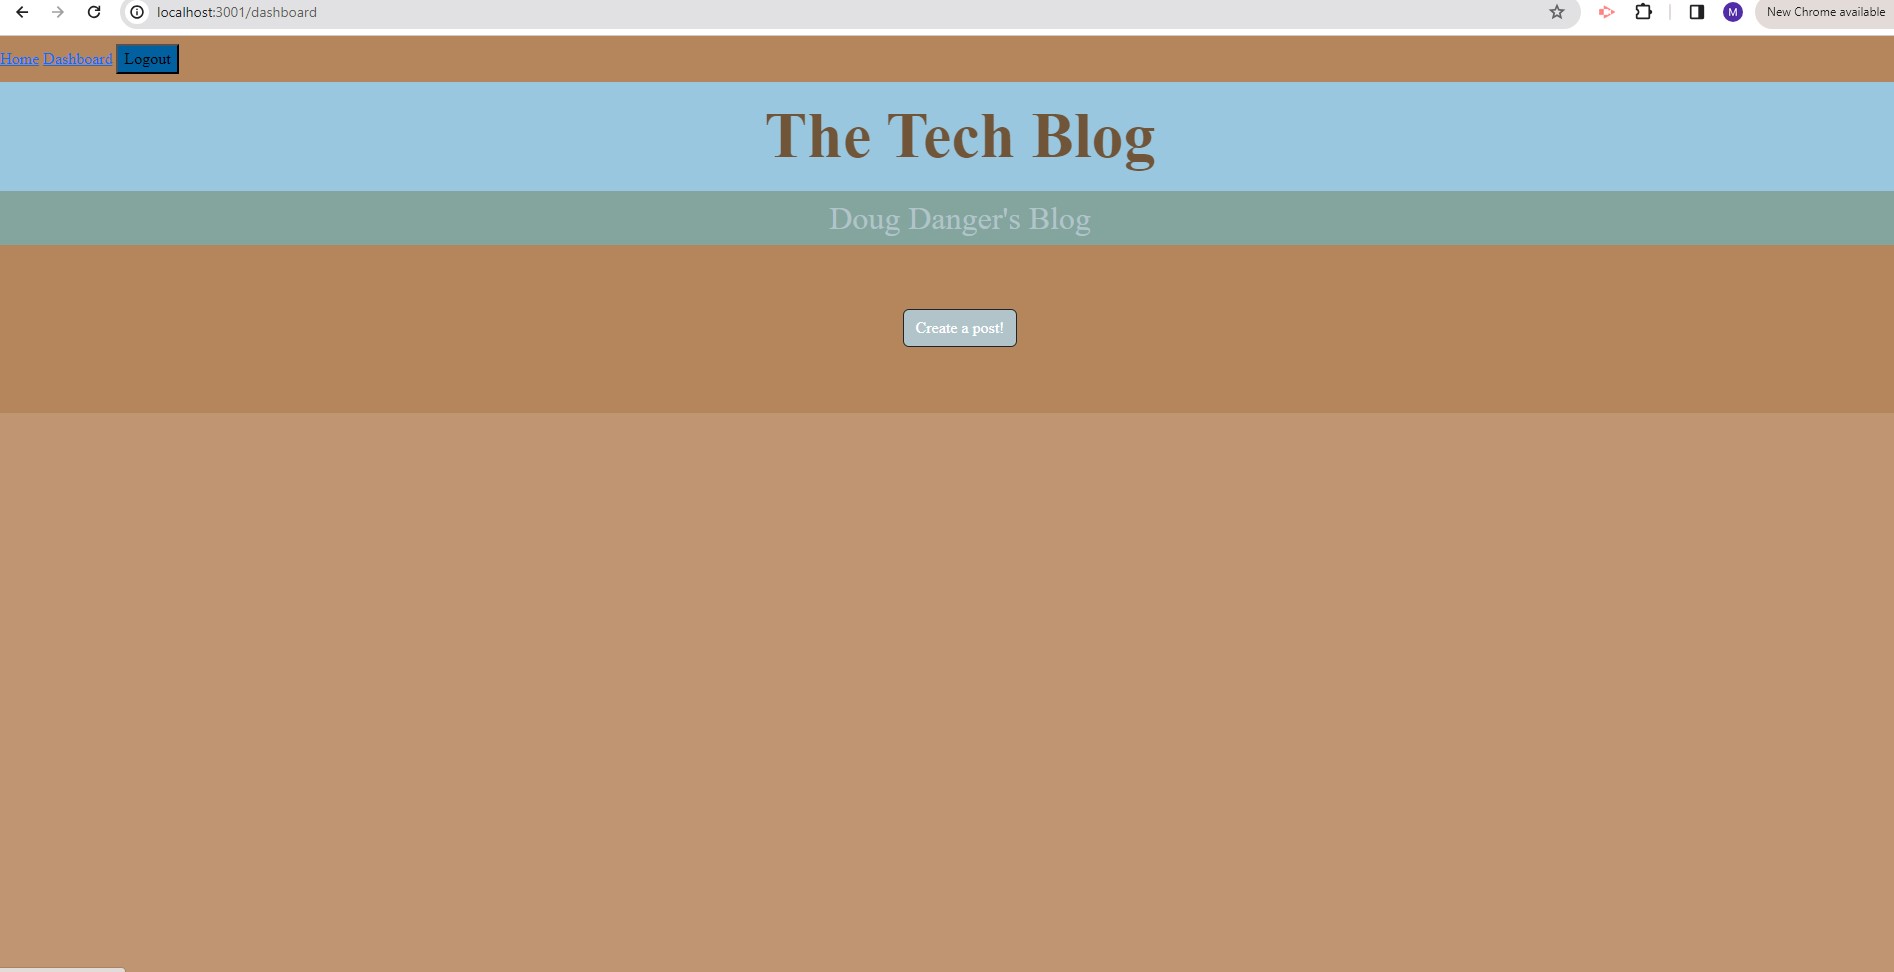 localhost:3001/dashboard
M
New Chrome available
Home Dashboard Logout
The Tech Blog
Doug Danger's Blog
Create a post!